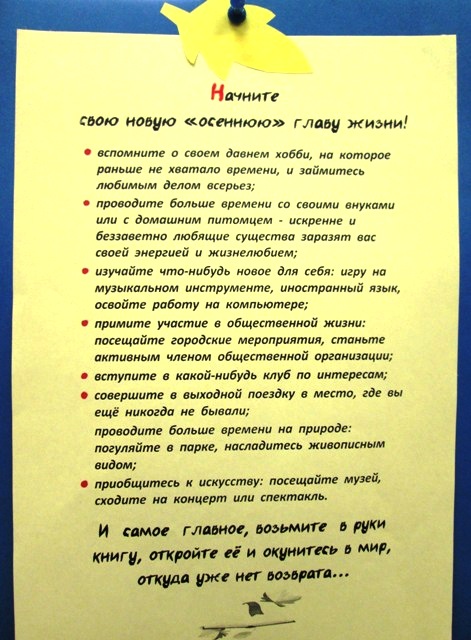 Начните
свою новую «осеннюю» главу жизни!
• вспомните о своем давнем хобби, на которое
раньше не хватало времени, и займитесь
любимым делом всерьез;
• проводите больше времени со своими внуками
или с домашним питомцем - искренне и
беззаветно любящие существа заразят вас
своей энергией и жизнелюбием;
• изучайте что-нибудь новое для себя: игру на
музыкальном инструменте, иностранный язык,
освойте работу на компьютере;
• примите участие в общественной жизни:
посещайте городские мероприятия, станьте
активным членом общественной организации;
• вступите в какой-нибудь клуб по интересам;
• совершите в выходной поездку в место, где вы
ещё никогда не бывали;
проводите больше времени на природе:
погуляйте в парке, насладитесь живописным
видом;
• приобщитесь к искусству: посещайте музей,
сходите на концерт или спектакль.
И самое главное, возьмите в руки
книгу, откройте её и окунитесь в мир,
откуда уже нет возврата...